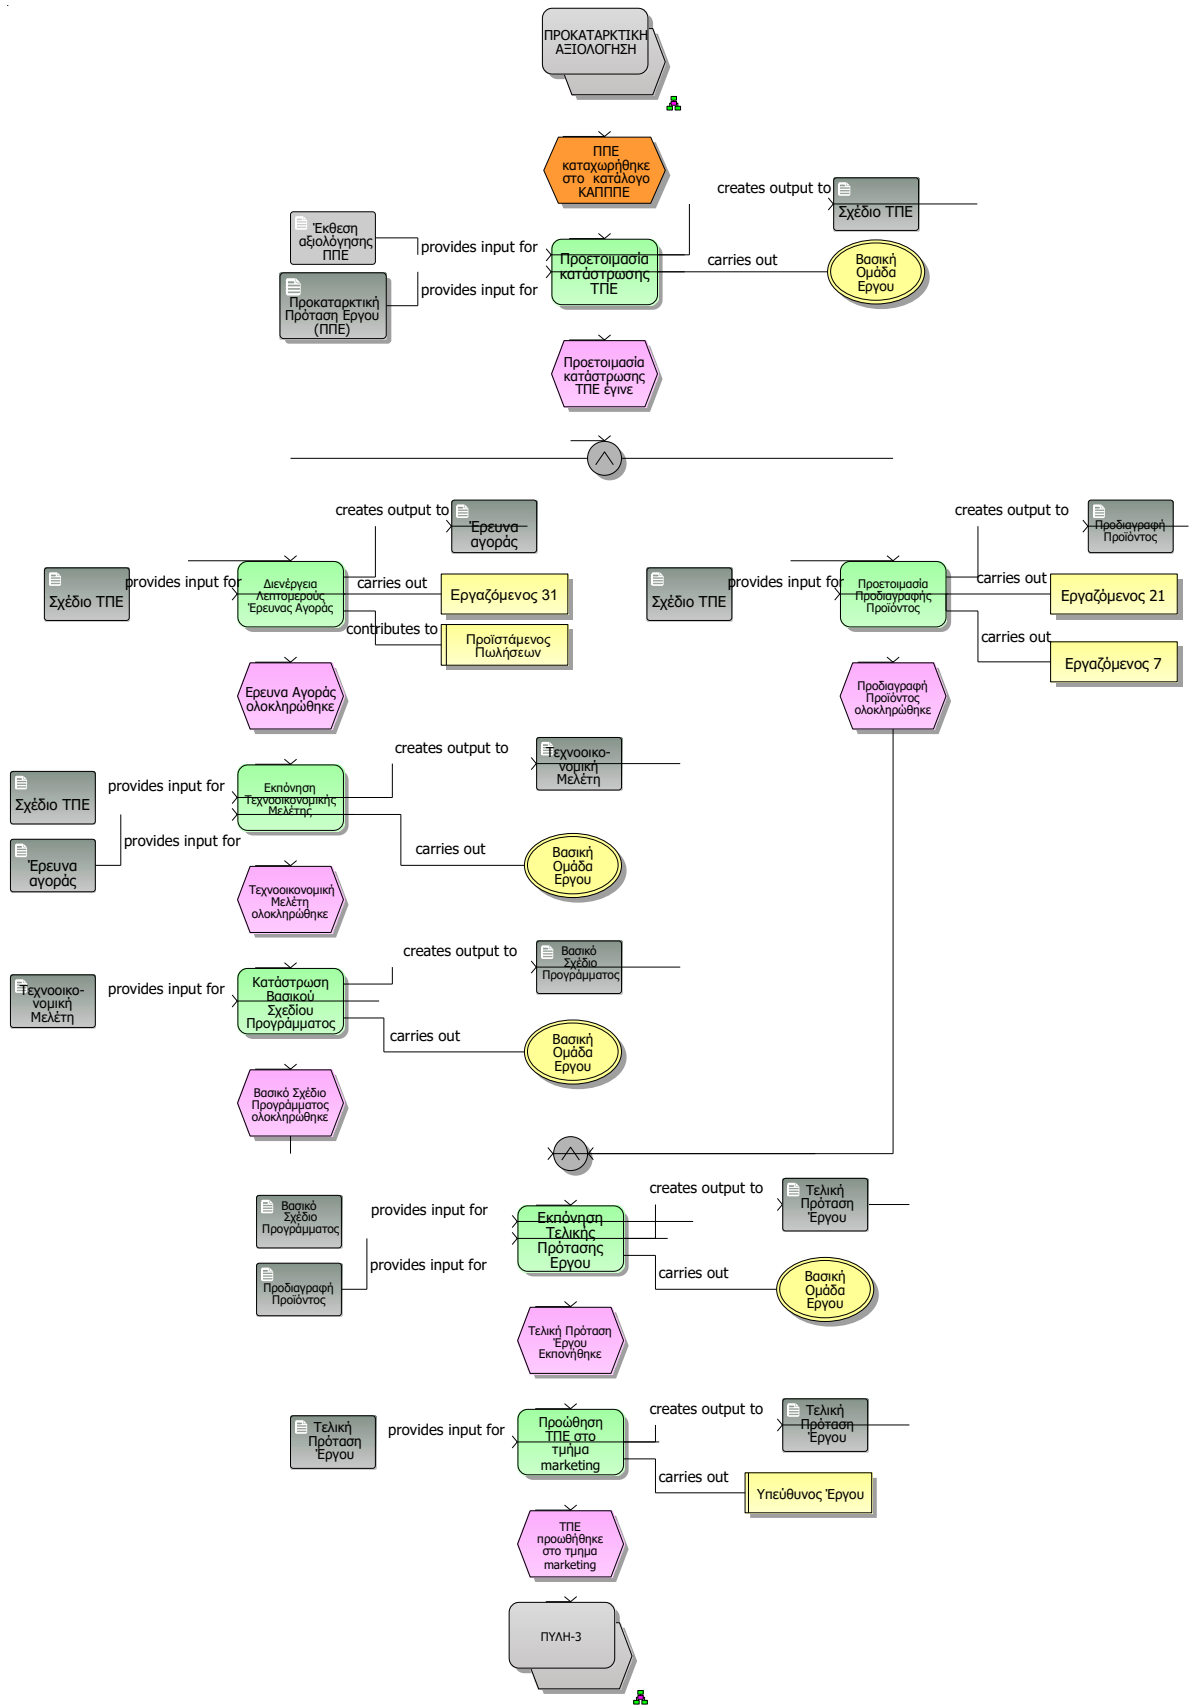 ΠΡΟΚΑΤΑΡΚΤΙΚΗ
ΑΞΙΟΛΟΓΗΣΗ
ΠΠΕ
καταχωρήθηκε
στο κατάλογο
ΚΑΠΠΠΕ
creates output to
Σχέδιο ΤΠΕ
Έκθεση
αξιολόγησης
ΠΠΕ
provides input for
Προετοιμασία
κατάστρωσης
ΤΠΕ
carries out
Βασική
Ομάδα
Εργου
Προκαταρκτική
Πρόταση Εργου
(ΠΠΕ)
provides input for
Προετοιμασία
κατάστρωσης
ΤΠΕ έγινε
creates output to
Έρευνα
αγοράς
Σχέδιο ΤΠΕ
provides input for
Διενέργεια
Λεπτομερούς
Έρευνας Αγοράς
carries out
Εργαζόμενος 31
contributes to
Προϊστάμενος
Πωλήσεων
creates output to
Προδιαγραφή
Προϊόντος
Σχέδιο ΤΠΕ
provides input for
Προετοιμασία
Προδιαγραφής
Προϊόντος
carries out
Εργαζόμενος 21
carries out
Εργαζόμενος 7
Ερευνα Αγοράς
ολοκληρώθηκε
Προδιαγραφή
Προϊόντος
ολοκληρώθηκε
creates output to
Τεχνοοικο-
νομική
Μελέτη
Σχέδιο ΤΠΕ
provides input for
Εκπόνηση
Τεχνοοικονομικής
Μελέτης
Έρευνα
αγοράς
provides input for
carries out
Βασική
Ομάδα
Εργου
Τεχνοοικονομική
Μελέτη
ολοκληρώθηκε
creates output to
Βασικό
Σχέδιο
Προγράμματος
Τεχνοοικο-
νομική
Μελέτη
provides input for
Κατάστρωση
Βασικού
Σχεδίου
Προγράμματος
carries out
Βασική
Ομάδα
Εργου
Βασικό Σχέδιο
Προγράμματος
ολοκληρώθηκε
creates output to
Τελική
Πρόταση
Έργου
Βασικό
Σχέδιο
Προγράμματος
provides input for
Εκπόνηση
Τελικής
Πρότασης
Εργου
Προδιαγραφή
Προϊόντος
provides input for
carries out
Βασική
Ομάδα
Εργου
Τελική Πρόταση
Έργου
Εκπονήθηκε
creates output to
Τελική
Πρόταση
Έργου
Τελική
Πρόταση
Έργου
provides input for
Προώθηση
ΤΠΕ στο
τμήμα
marketing
carries out
Υπεύθυνος Έργου
ΤΠΕ
προωθήθηκε
στο τμημα
marketing
ΠΥΛΗ-3